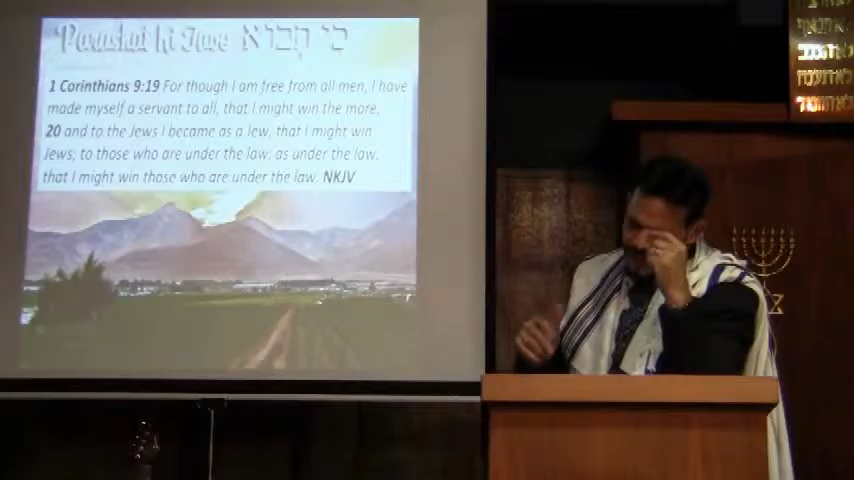 Parashat Ki Tavo כי תבוא
1 Corinthians 9:19 For though I am free from all men, I have
made myself a servant to all, that I might win the more;
20 and to the Jews I became as a Jew, that I might win
Jews; to those who are under the law, as under the law,
that I might win those who are under the law. NKJV